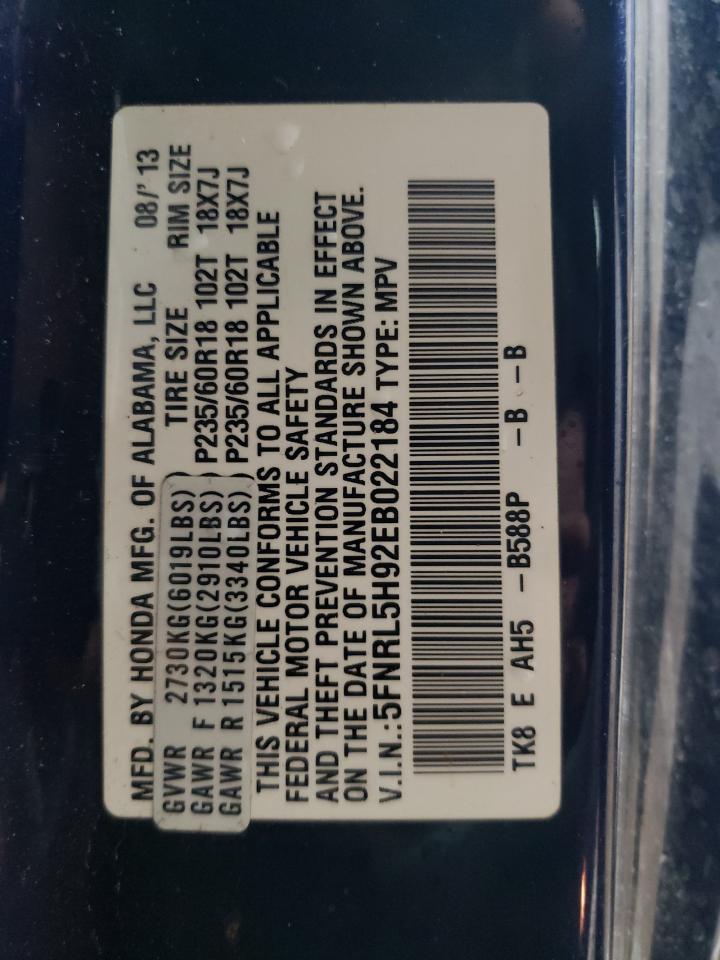 MFD. BY HONDA MFG. OF ALABAMA, LLC 08/'13
GVWR 2730KG(6019LBS) TIRE SIZE RIM SIZE
GAWR F 1320KG(2910LBS) P235/60R18 102T 18X7J
GAWR R 1515KG(3340LBS) P235/60R18 102T 18X7J
THIS VEHICLE CONFORMS TO ALL APPLICABLE
FEDERAL MOTOR VEHICLE SAFETY
AND THEFT PREVENTION STANDARDS IN EFFECT
ON THE DATE OF MANUFACTURE SHOWN ABOVE.
V.I.N.:5FNRL5H92EB022184 TYPE: MPV
TK8 E AH5 -B588P -B -B